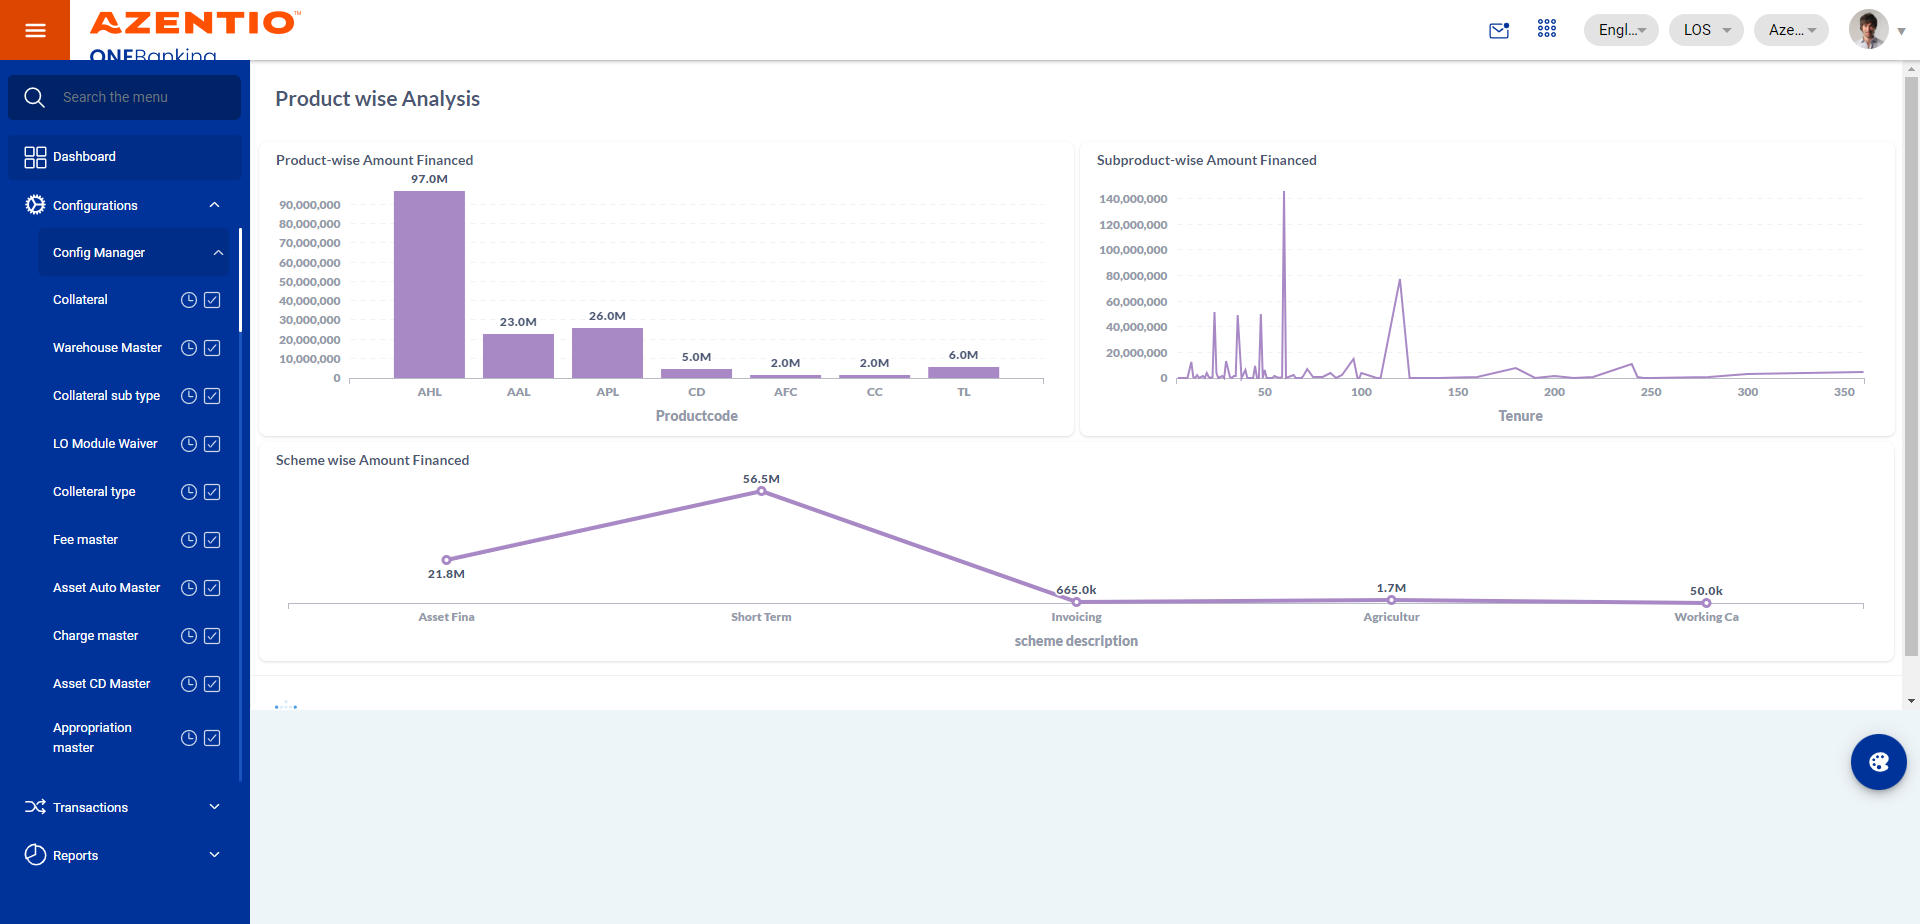 AZENTIO™
ONEBanking
Engl...
LOS
Aze...
Search the menu
Dashboard
Configurations
Config Manager
Collateral
Warehouse Master
Collateral sub type
LO Module Waiver
Colleteral type
Fee master
Asset Auto Master
Charge master
Asset CD Master
Appropriation
master
Transactions
Reports
Product wise Analysis
Product-wise Amount Financed
97.0M
90,000,000
80,000,000
70,000,000
60,000,000
50,000,000
40,000,000
30,000,000
20,000,000
10,000,000
0
23.0M
26.0M
5.0M
2.0M
2.0M
6.0M
AHL
AAL
APL
CD
AFC
CC
TL
Productcode
Subproduct-wise Amount Financed
140,000,000
120,000,000
100,000,000
80,000,000
60,000,000
40,000,000
20,000,000
0
50
100
150
200
250
300
350
Tenure
Scheme wise Amount Financed
56.5M
21.8M
665.0k
1.7M
50.0k
Asset Fina
Short Term
Invoicing
Agricultur
Working Ca
scheme description